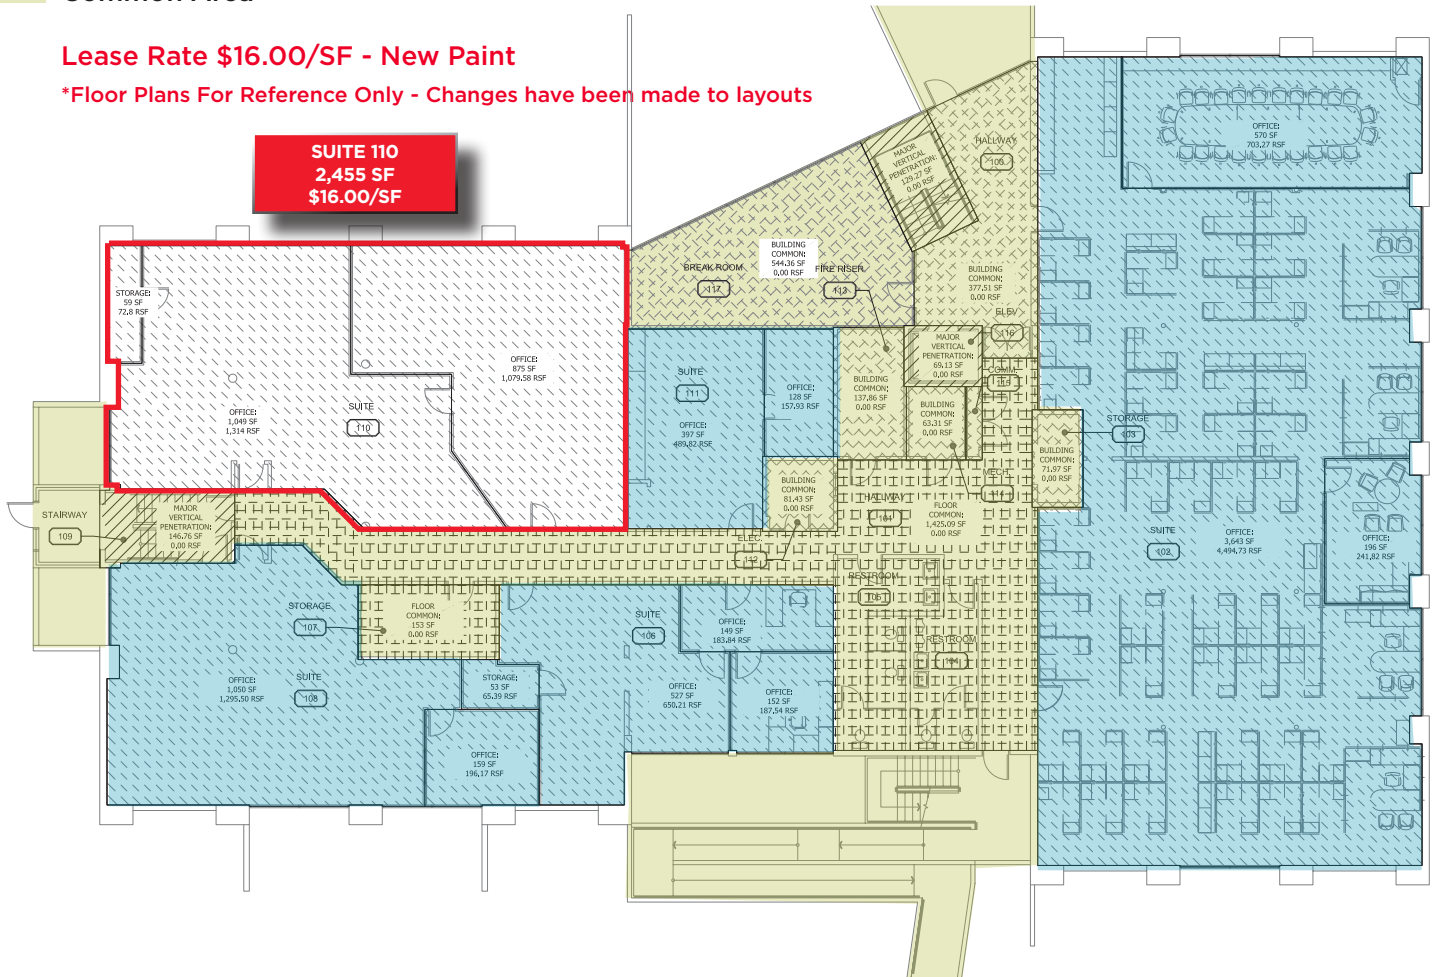 Common Area
Lease Rate $16.00/SF - New Paint
*Floor Plans For Reference Only - Changes have been made to layouts
SUITE 110
2,455 SF
$16.00/SF
STORAGE:
59 SF
72.8 RSF
OFFICE:
1,049 SF
1,314 RSF
SUITE
110
OFFICE:
875 SF
1,079.58 RSF
BREAK ROOM
117
BUILDING
COMMON:
544.36 SF
0.00 RSF
FIRE RISER
113
MAJOR
VERTICAL
PENETRATION:
129.27 SF
0.00 RSF
HALLWAY
100
BUILDING
COMMON:
377.51 SF
0.00 RSF
ELEV
116
MAJOR
VERTICAL
PENETRATION:
69.13 SF
0.00 RSF
COMM.
115
SUITE
111
OFFICE:
397 SF
489.82 RSF
OFFICE:
128 SF
157.93 RSF
BUILDING
COMMON:
137.86 SF
0.00 RSF
BUILDING
COMMON:
63.31 SF
0.00 RSF
BUILDING
COMMON:
81.43 SF
0.00 RSF
ELEC.
112
HALLWAY
101
MECH.
114
FLOOR
COMMON:
1,425.09 SF
0.00 RSF
STORAGE
103
BUILDING
COMMON:
71.97 SF
0.00 RSF
OFFICE:
570 SF
703.27 RSF
SUITE
102
OFFICE:
3,643 SF
4,494.73 RSF
OFFICE:
196 SF
241.82 RSF
STAIRWAY
109
MAJOR
VERTICAL
PENETRATION:
146.76 SF
0.00 RSF
STORAGE
107
FLOOR
COMMON:
153 SF
0.00 RSF
OFFICE:
1,050 SF
1,295.50 RSF
SUITE
108
STORAGE:
53 SF
65.39 RSF
OFFICE:
159 SF
196.17 RSF
SUITE
106
OFFICE:
149 SF
183.84 RSF
OFFICE:
527 SF
650.21 RSF
OFFICE:
152 SF
187.54 RSF
RESTROOM
105
RESTROOM
104